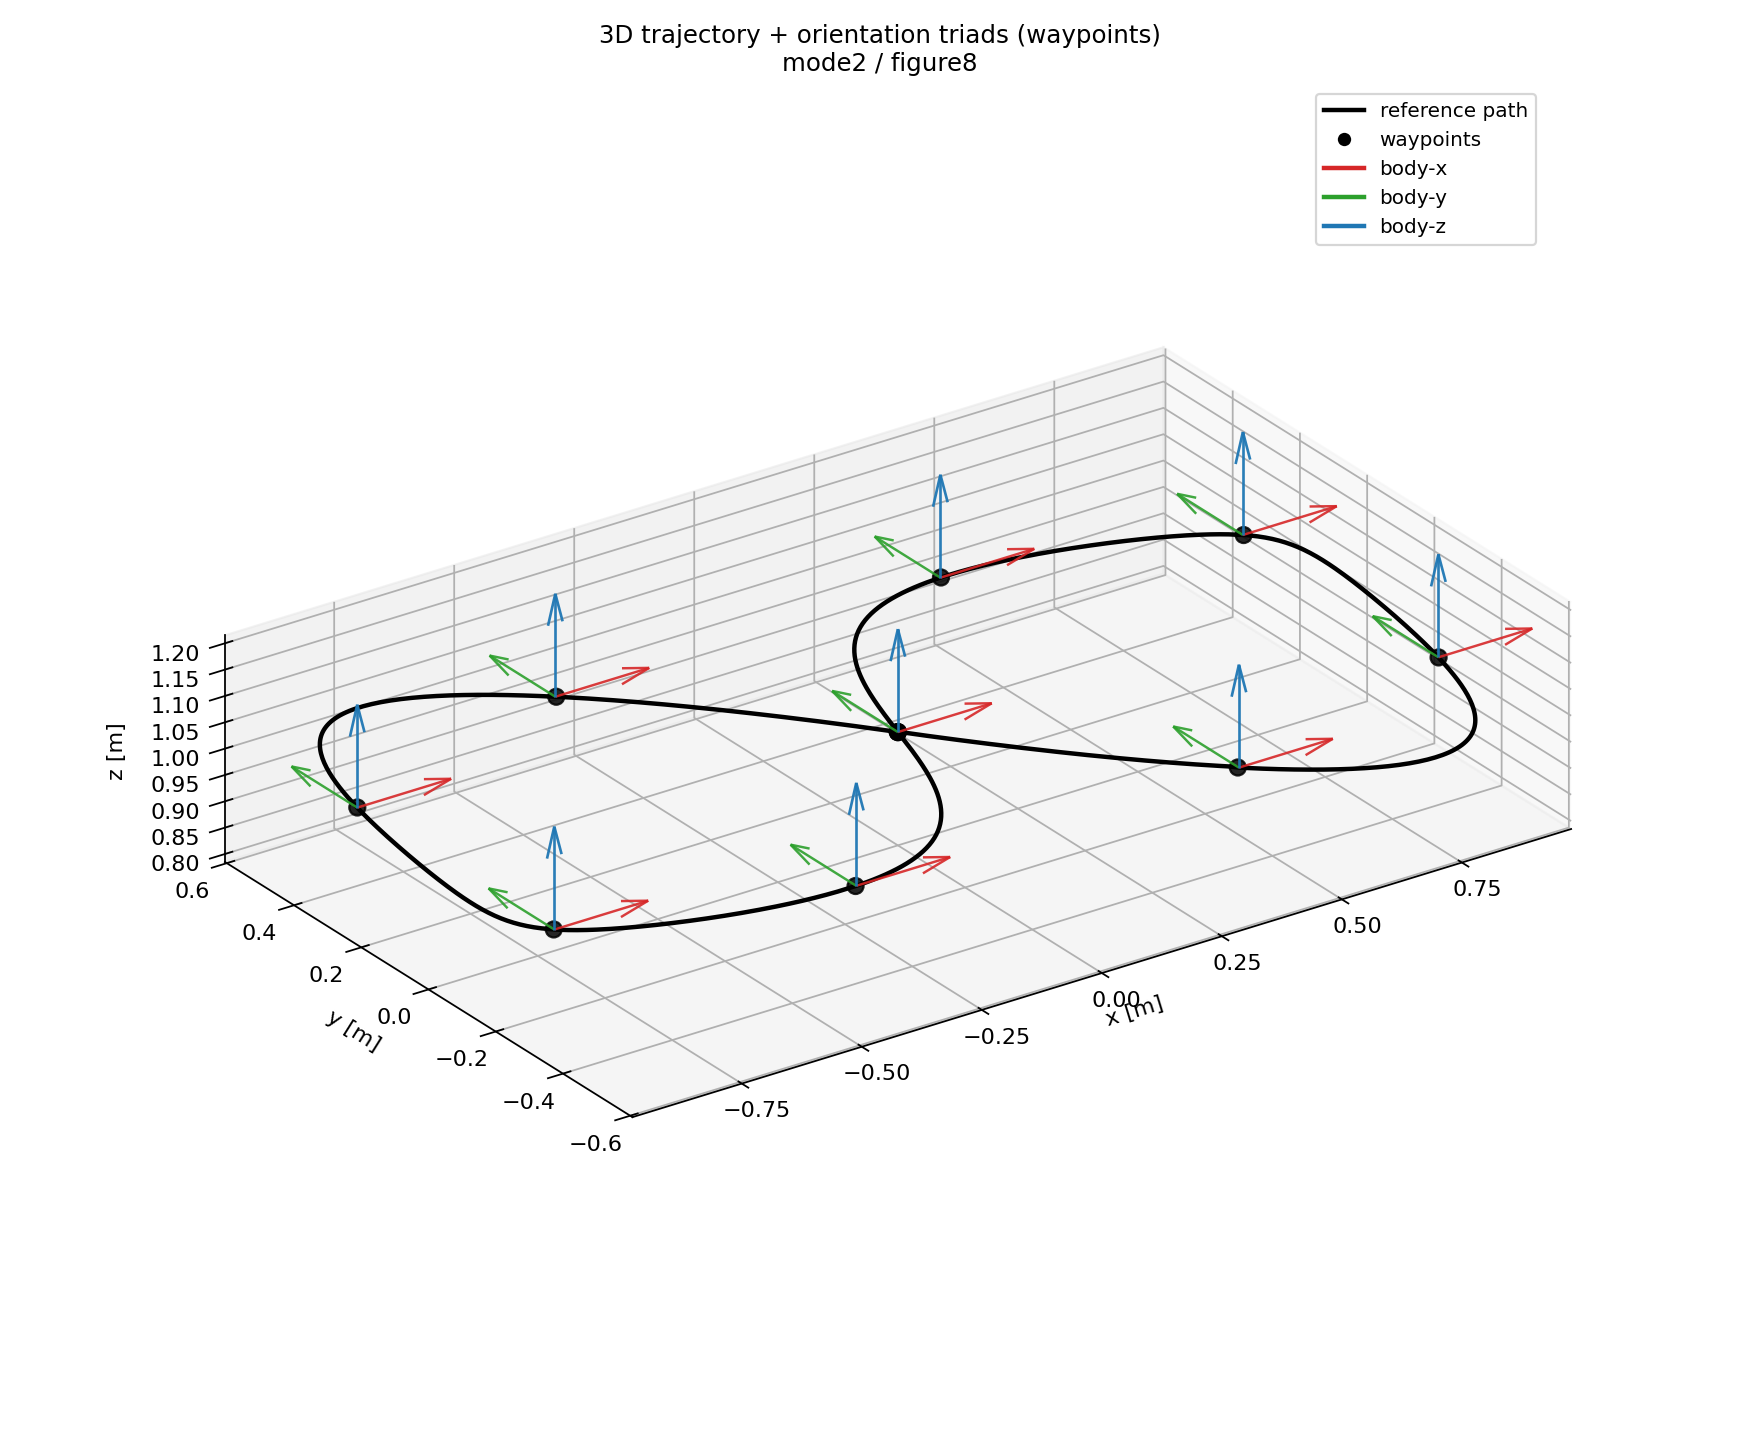 3D trajectory + orientation triads (waypoints)
mode2 / figure8
reference path
waypoints
body-x
body-y
body-z
1.20
1.15
1.10
1.05
1.00
0.95
0.90
0.85
0.80
z [m]
0.6
0.4
0.2
0.0
−0.2
−0.4
−0.6
y [m]
−0.75
−0.50
−0.25
0.00
0.25
0.50
0.75
x [m]